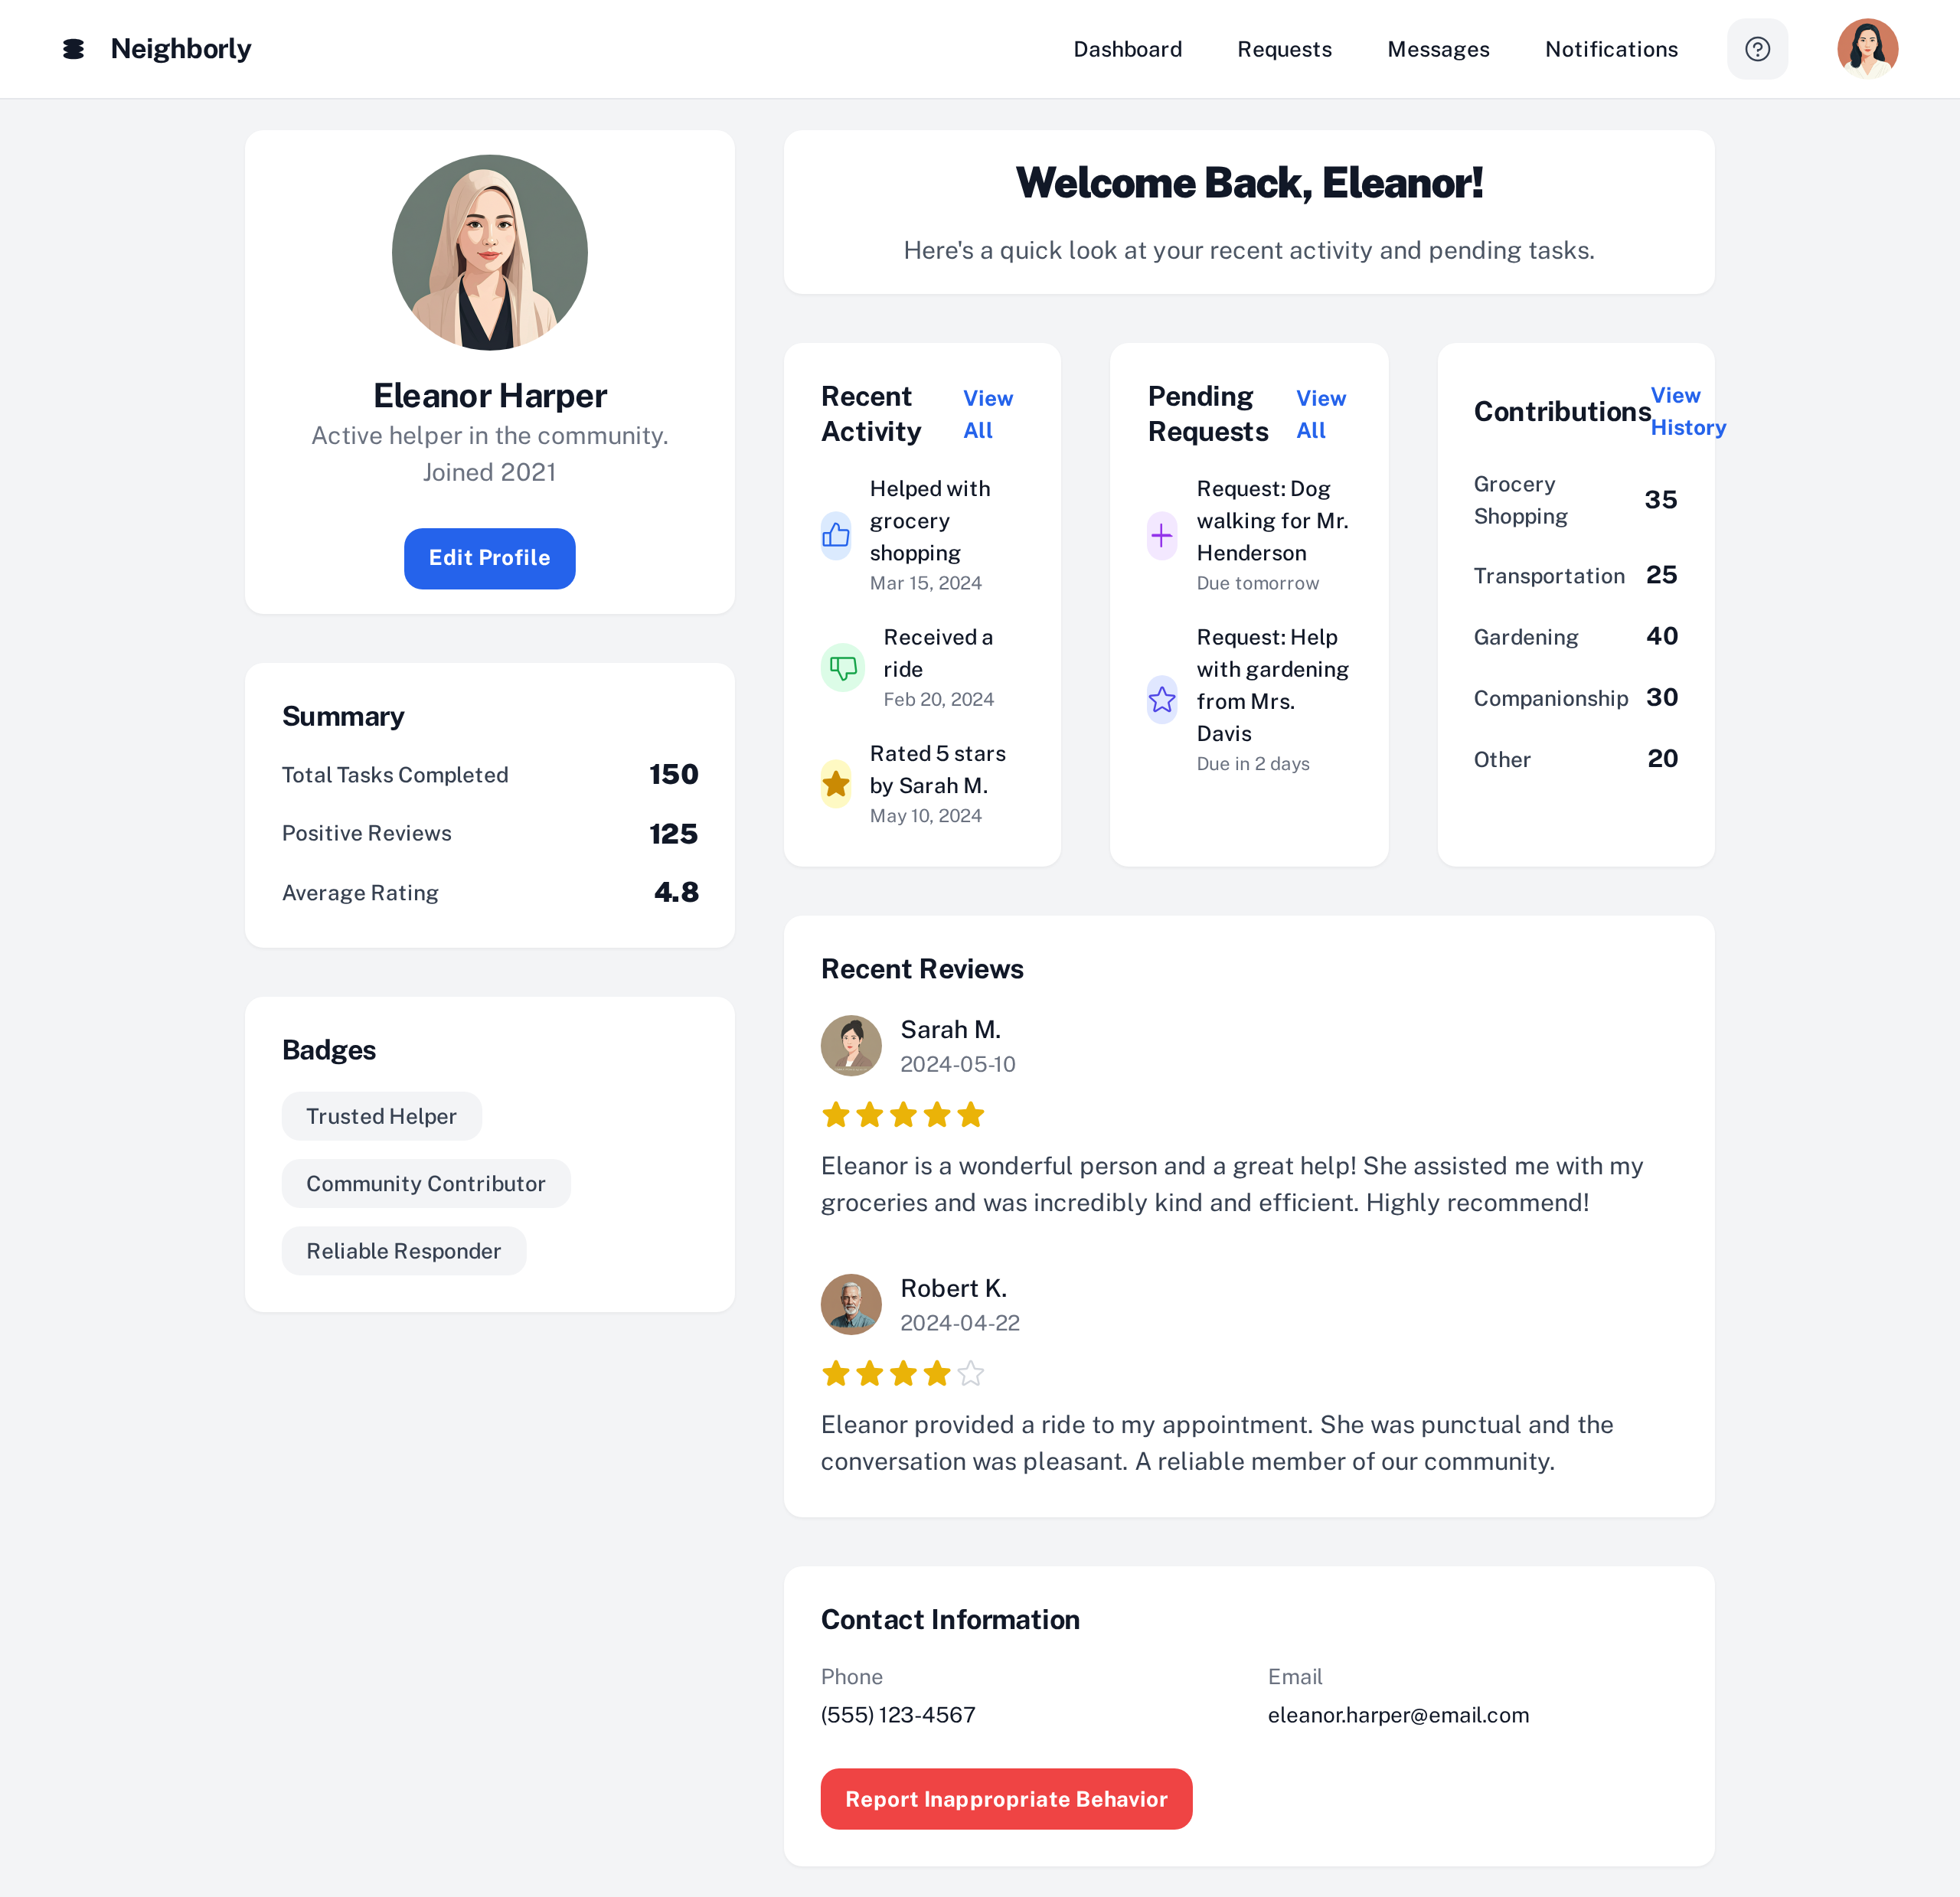 Neighborly
Dashboard
Requests
Messages
Notifications
Eleanor Harper
Active helper in the community.
Joined 2021
Edit Profile
Summary
Total Tasks Completed 150
Positive Reviews 125
Average Rating 4.8
Badges
Trusted Helper
Community Contributor
Reliable Responder
Welcome Back, Eleanor!
Here's a quick look at your recent activity and pending tasks.
Recent
Activity
View
All
Helped with
grocery
shopping
Mar 15, 2024
Received a
ride
Feb 20, 2024
Rated 5 stars
by Sarah M.
May 10, 2024
Pending
Requests
View
All
Request: Dog
walking for Mr.
Henderson
Due tomorrow
Request: Help
with gardening
from Mrs.
Davis
Due in 2 days
Contributions
View
History
Grocery
Shopping
35
Transportation 25
Gardening 40
Companionship 30
Other 20
Recent Reviews
Sarah M.
2024-05-10
Eleanor is a wonderful person and a great help! She assisted me with my
groceries and was incredibly kind and efficient. Highly recommend!
Robert K.
2024-04-22
Eleanor provided a ride to my appointment. She was punctual and the
conversation was pleasant. A reliable member of our community.
Contact Information
Phone
(555) 123-4567
Email
eleanor.harper@email.com
Report Inappropriate Behavior